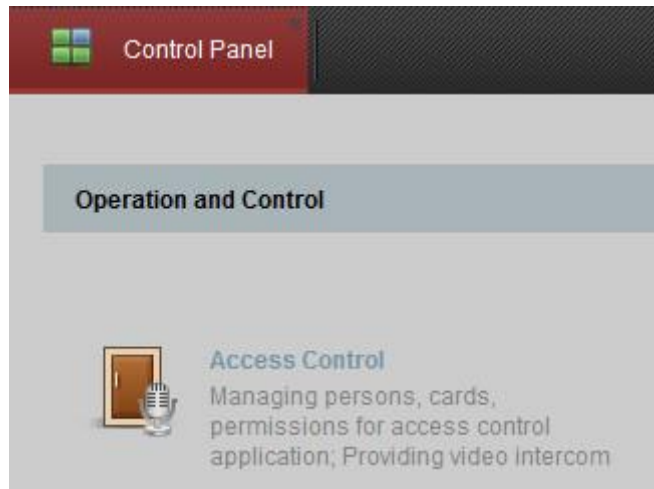 Control Panel
Operation and Control
Access Control
Managing persons, cards,
permissions for access control
application; Providing video intercom